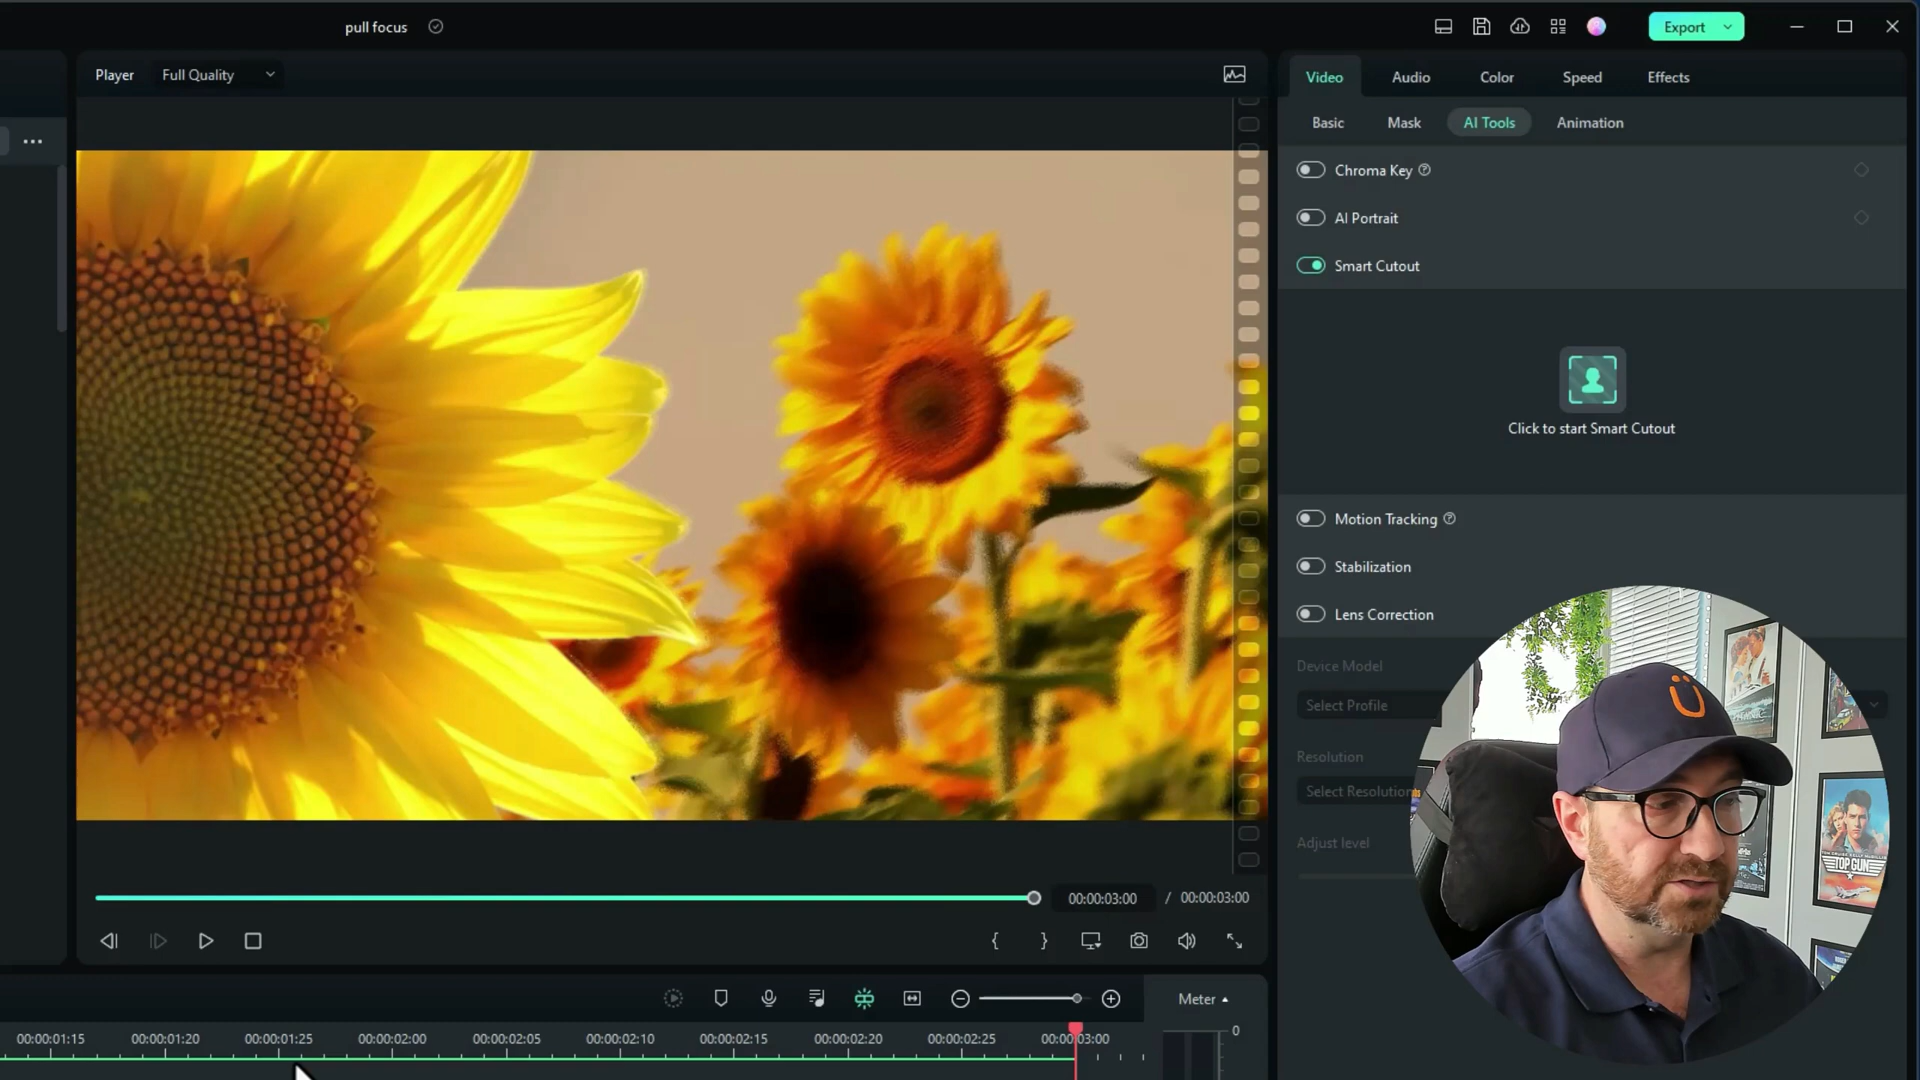 pull focus
Export
Player
Full Quality
Video
Audio
Color
Speed
Effects
Basic
Mask
AI Tools
Animation
Chroma Key
AI Portrait
Smart Cutout
Click to start Smart Cutout
Motion Tracking
Stabilization
Lens Correction
Device Model
Select Profile
Resolution
Select Resolution
Adjust level
TOP GUN
00:00:03:00 / 00:00:03:00
Meter
00:00:01:15 00:00:01:20 00:00:01:25 00:00:02:00 00:00:02:05 00:00:02:10 00:00:02:15 00:00:02:20 00:00:02:25 00:00:03:00
0